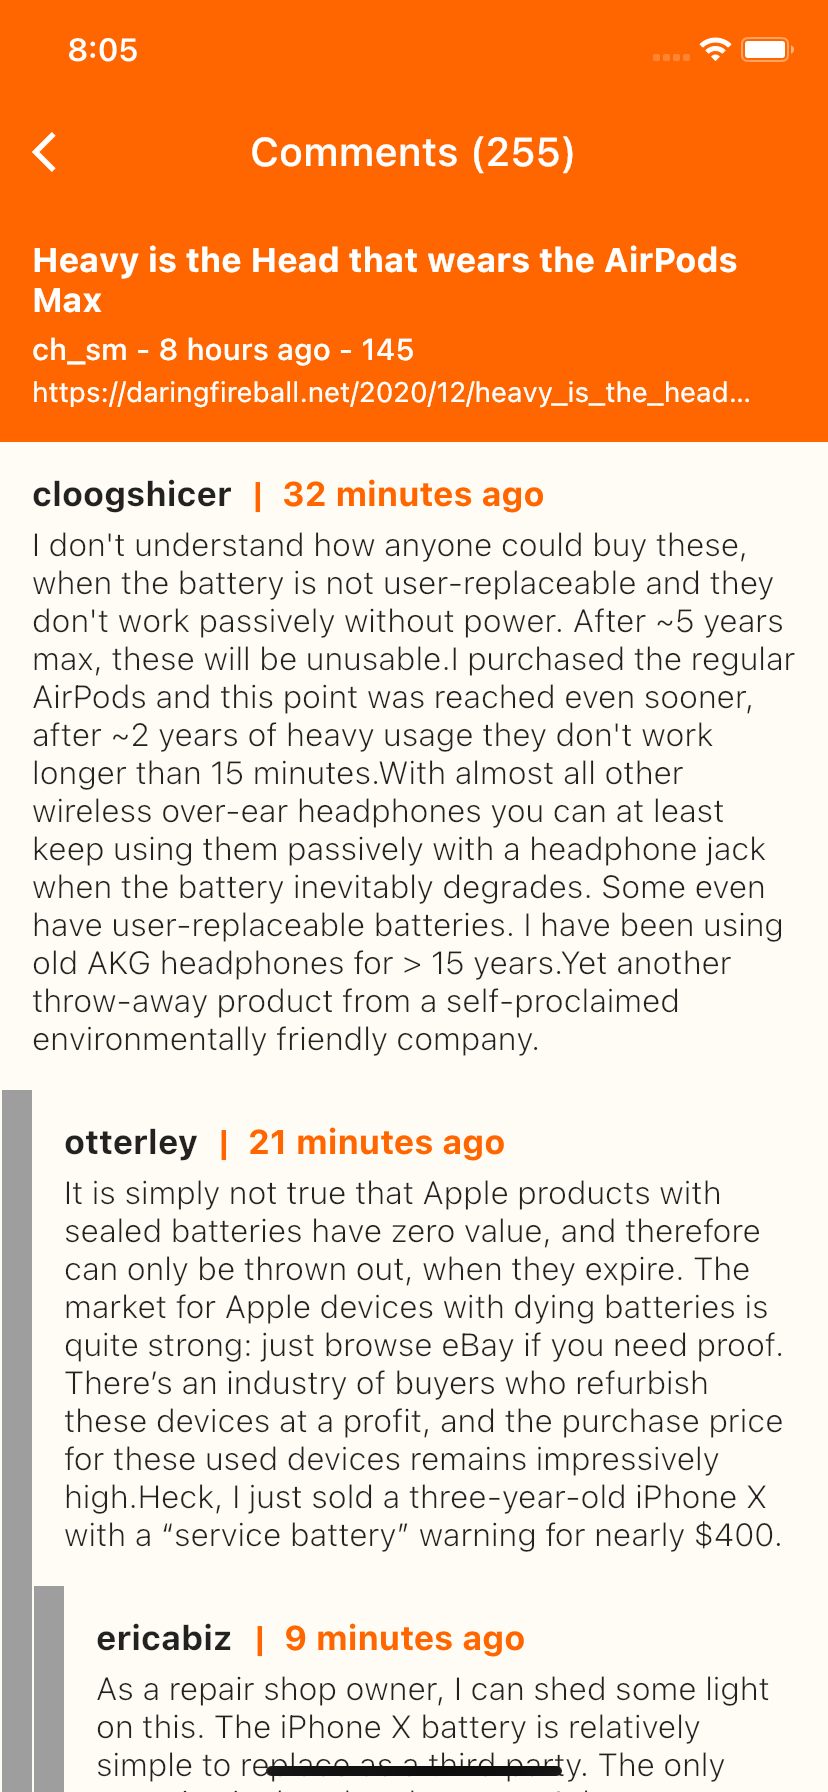 8:05
Comments (255)
Heavy is the Head that wears the AirPods
Max
ch_sm - 8 hours ago - 145
https://daringfireball.net/2020/12/heavy_is_the_head...
cloogshicer | 32 minutes ago
I don't understand how anyone could buy these,
when the battery is not user-replaceable and they
don't work passively without power. After ~5 years
max, these will be unusable.I purchased the regular
AirPods and this point was reached even sooner,
after ~2 years of heavy usage they don't work
longer than 15 minutes.With almost all other
wireless over-ear headphones you can at least
keep using them passively with a headphone jack
when the battery inevitably degrades. Some even
have user-replaceable batteries. I have been using
old AKG headphones for > 15 years.Yet another
throw-away product from a self-proclaimed
environmentally friendly company.
otterley | 21 minutes ago
It is simply not true that Apple products with
sealed batteries have zero value, and therefore
can only be thrown out, when they expire. The
market for Apple devices with dying batteries is
quite strong: just browse eBay if you need proof.
There’s an industry of buyers who refurbish
these devices at a profit, and the purchase price
for these used devices remains impressively
high.Heck, I just sold a three-year-old iPhone X
with a “service battery” warning for nearly $400.
ericabiz | 9 minutes ago
As a repair shop owner, I can shed some light
on this. The iPhone X battery is relatively
simple to replace as a third party. The only